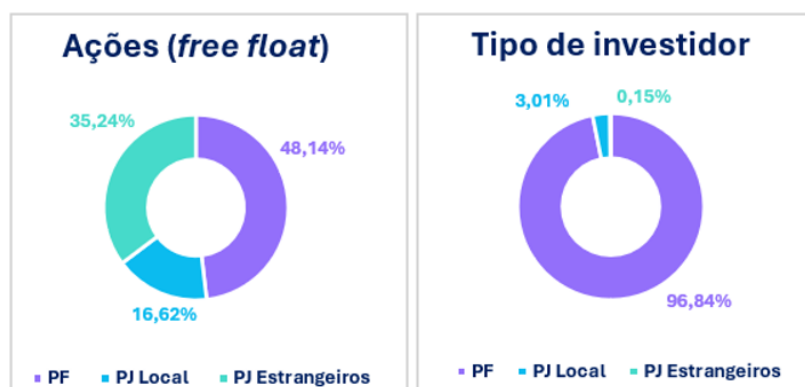 Ações (free float)
35,24%
48,14%
16,62%
PF PJ Local PJ Estrangeiros
Tipo de investidor
3,01% 0,15%
96,84%
PF PJ Local PJ Estrangeiros